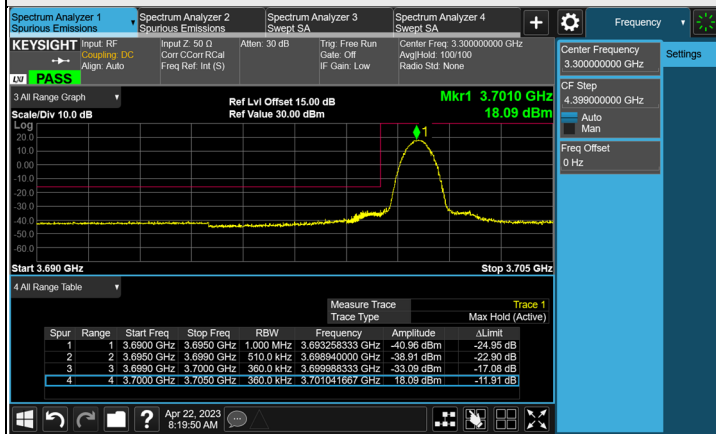 Spectrum Analyzer 1
Spurious Emissions
Spectrum Analyzer 2
Spurious Emissions
Spectrum Analyzer 3
Swept SA
Spectrum Analyzer 4
Swept SA
Frequency
KEYSIGHT
Input: RF
Coupling: DC
Align: Auto
Input Z: 50 Ω
Corr CCorr RCal
Freq Ref: Int (S)
Atten: 30 dB
Trig: Free Run
Gate: Off
IF Gain: Low
Center Freq: 3.300000000 GHz
Avg|Hold: 100/100
Radio Std: None
LXI PASS
Center Frequency
3.300000000 GHz
Settings
CF Step
4.399000000 GHz
Auto
Man
Freq Offset
0 Hz
3 All Range Graph
Scale/Div 10.0 dB
Ref Lvl Offset 15.00 dB
Ref Value 30.00 dBm
Mkr1 3.7010 GHz
18.09 dBm
Log
20.0
10.0
0.00
-10.0
-20.0
-30.0
-40.0
-50.0
-60.0
1
Start 3.690 GHz
Stop 3.705 GHz
4 All Range Table
Measure Trace Trace 1
Trace Type Max Hold (Active)
Spur Range Start Freq Stop Freq RBW Frequency Amplitude ΔLimit
1 1 3.6900 GHz 3.6950 GHz 1.000 MHz 3.693258333 GHz -40.96 dBm -24.95 dB
2 2 3.6950 GHz 3.6990 GHz 510.0 kHz 3.698940000 GHz -38.91 dBm -22.90 dB
3 3 3.6990 GHz 3.7000 GHz 360.0 kHz 3.699988333 GHz -33.09 dBm -17.08 dB
4 4 3.7000 GHz 3.7050 GHz 360.0 kHz 3.701041667 GHz 18.09 dBm -11.91 dB
Apr 22, 2023
8:19:50 AM